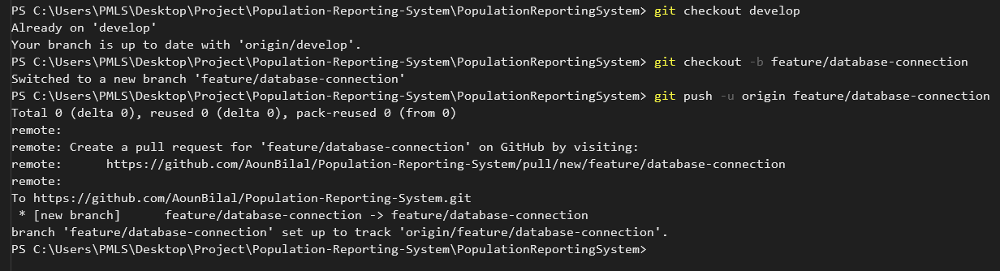 PS C:\Users\PMLS\Desktop\Project\Population-Reporting-System\PopulationReportingSystem> git checkout develop
Already on 'develop'
Your branch is up to date with 'origin/develop'.
PS C:\Users\PMLS\Desktop\Project\Population-Reporting-System\PopulationReportingSystem> git checkout -b feature/database-connection
Switched to a new branch 'feature/database-connection'
PS C:\Users\PMLS\Desktop\Project\Population-Reporting-System\PopulationReportingSystem> git push -u origin feature/database-connection
Total 0 (delta 0), reused 0 (delta 0), pack-reused 0 (from 0)
remote:
remote: Create a pull request for 'feature/database-connection' on GitHub by visiting:
remote:      https://github.com/AounBilal/Population-Reporting-System/pull/new/feature/database-connection
remote:
To https://github.com/AounBilal/Population-Reporting-System.git
 * [new branch]      feature/database-connection -> feature/database-connection
branch 'feature/database-connection' set up to track 'origin/feature/database-connection'.
PS C:\Users\PMLS\Desktop\Project\Population-Reporting-System\PopulationReportingSystem>